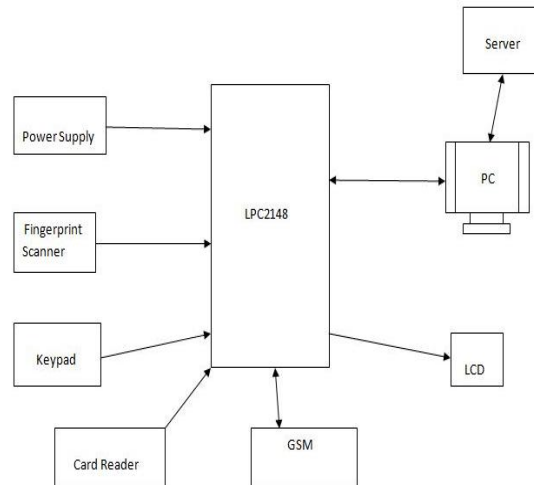 Server
Power Supply
PC
LPC2148
Fingerprint
Scanner
Keypad
LCD
GSM
Card Reader